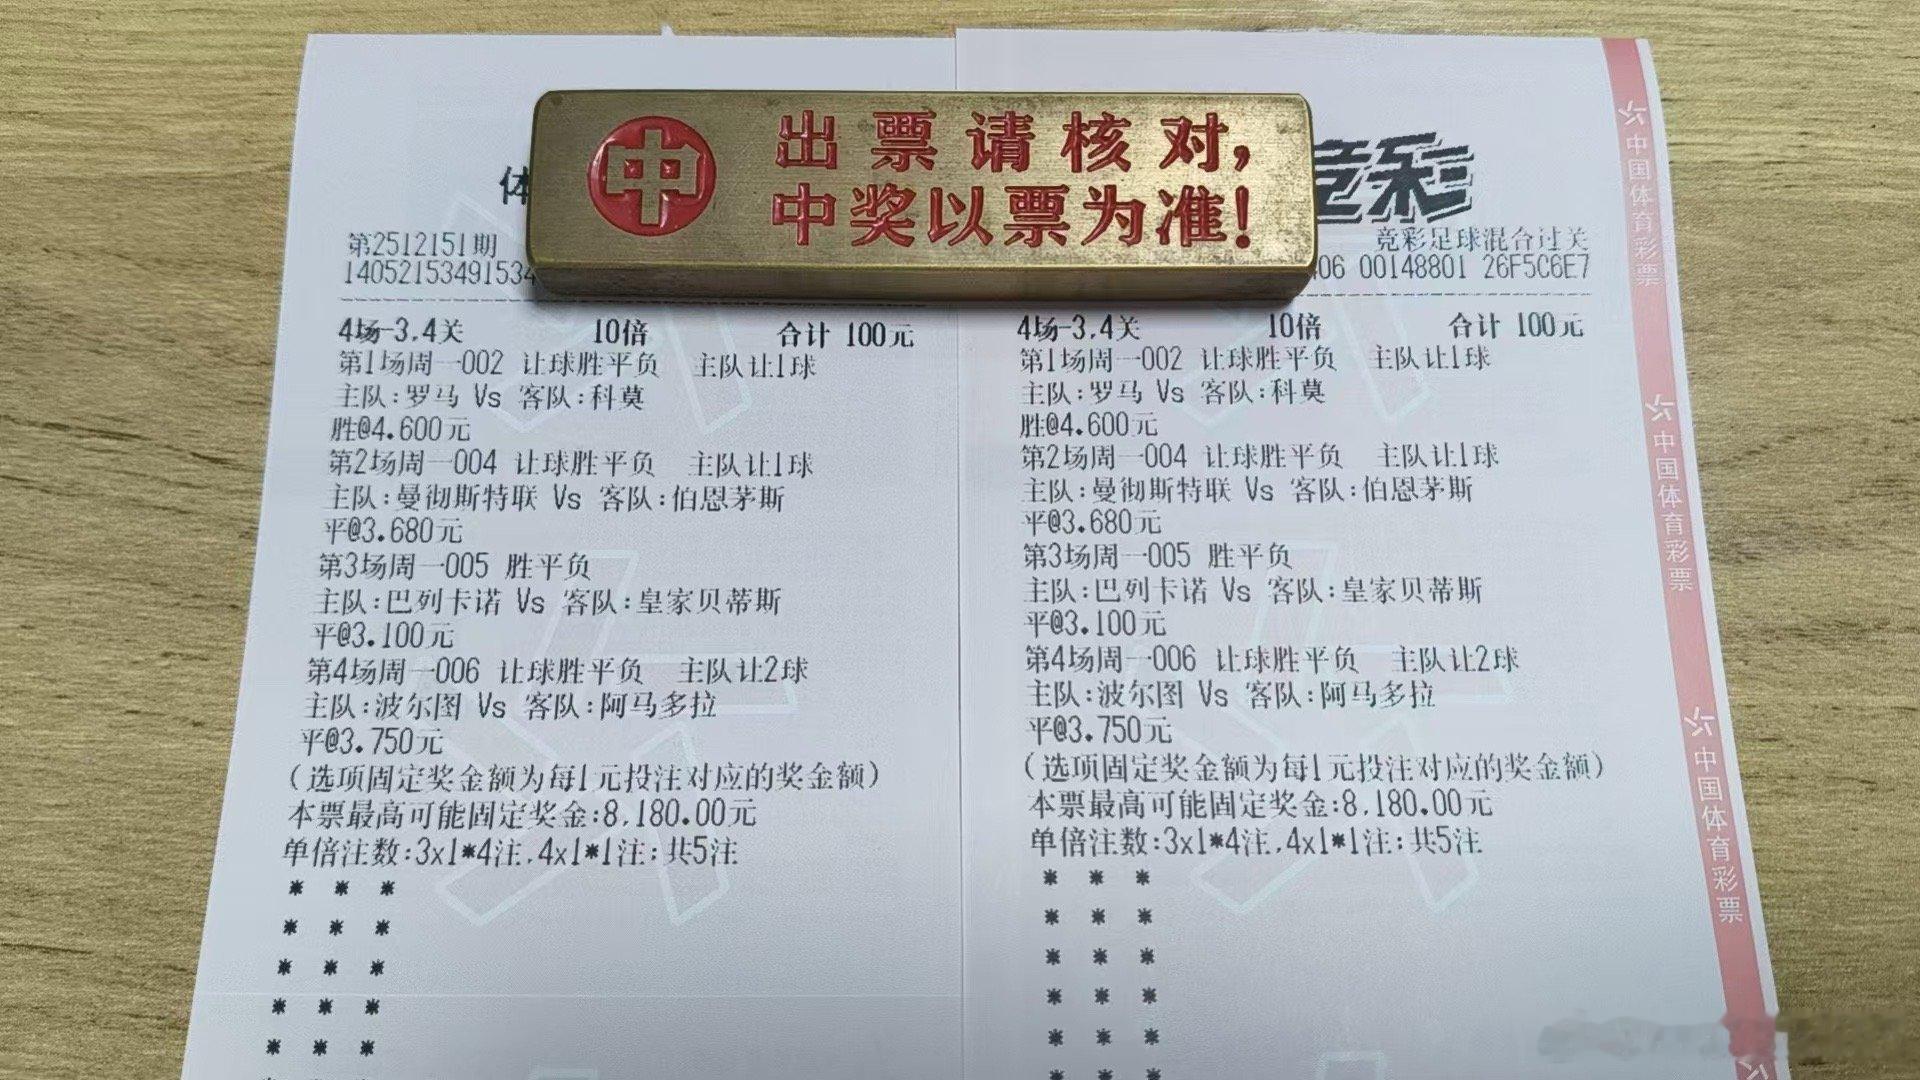 出票请核对，
中奖以票为准！
中
体
第2512151期
1405215349153
4场-3,4关 10倍 合计 100元
第1场周一002 让球胜平负 主队让1球
主队:罗马 Vs 客队:科莫
胜@4.600元
第2场周一004 让球胜平负 主队让1球
主队:曼彻斯特联 Vs 客队:伯恩茅斯
平@3.680元
第3场周一005 胜平负
主队:巴列卡诺 Vs 客队:皇家贝蒂斯
平@3.100元
第4场周一006 让球胜平负 主队让2球
主队:波尔图 Vs 客队:阿马多拉
平@3.750元
(选项固定奖金额为每1元投注对应的奖金额)
本票最高可能固定奖金:8,180.00元
单倍注数:3x1*4注,4x1*1注;共5注
* * *
* * *
* * *
* * *
* * *
竞彩
竞彩足球混合过关
06 00148801 26F5C6E7
4场-3,4关 10倍 合计 100元
第1场周一002 让球胜平负 主队让1球
主队:罗马 Vs 客队:科莫
胜@4.600元
第2场周一004 让球胜平负 主队让1球
主队:曼彻斯特联 Vs 客队:伯恩茅斯
平@3.680元
第3场周一005 胜平负
主队:巴列卡诺 Vs 客队:皇家贝蒂斯
平@3.100元
第4场周一006 让球胜平负 主队让2球
主队:波尔图 Vs 客队:阿马多拉
平@3.750元
(选项固定奖金额为每1元投注对应的奖金额)
本票最高可能固定奖金:8,180.00元
单倍注数:3x1*4注,4x1*1注;共5注
* * *
* * *
* * *
* * *
* * *
中国体育彩票
中国体育彩票
中国体育彩票